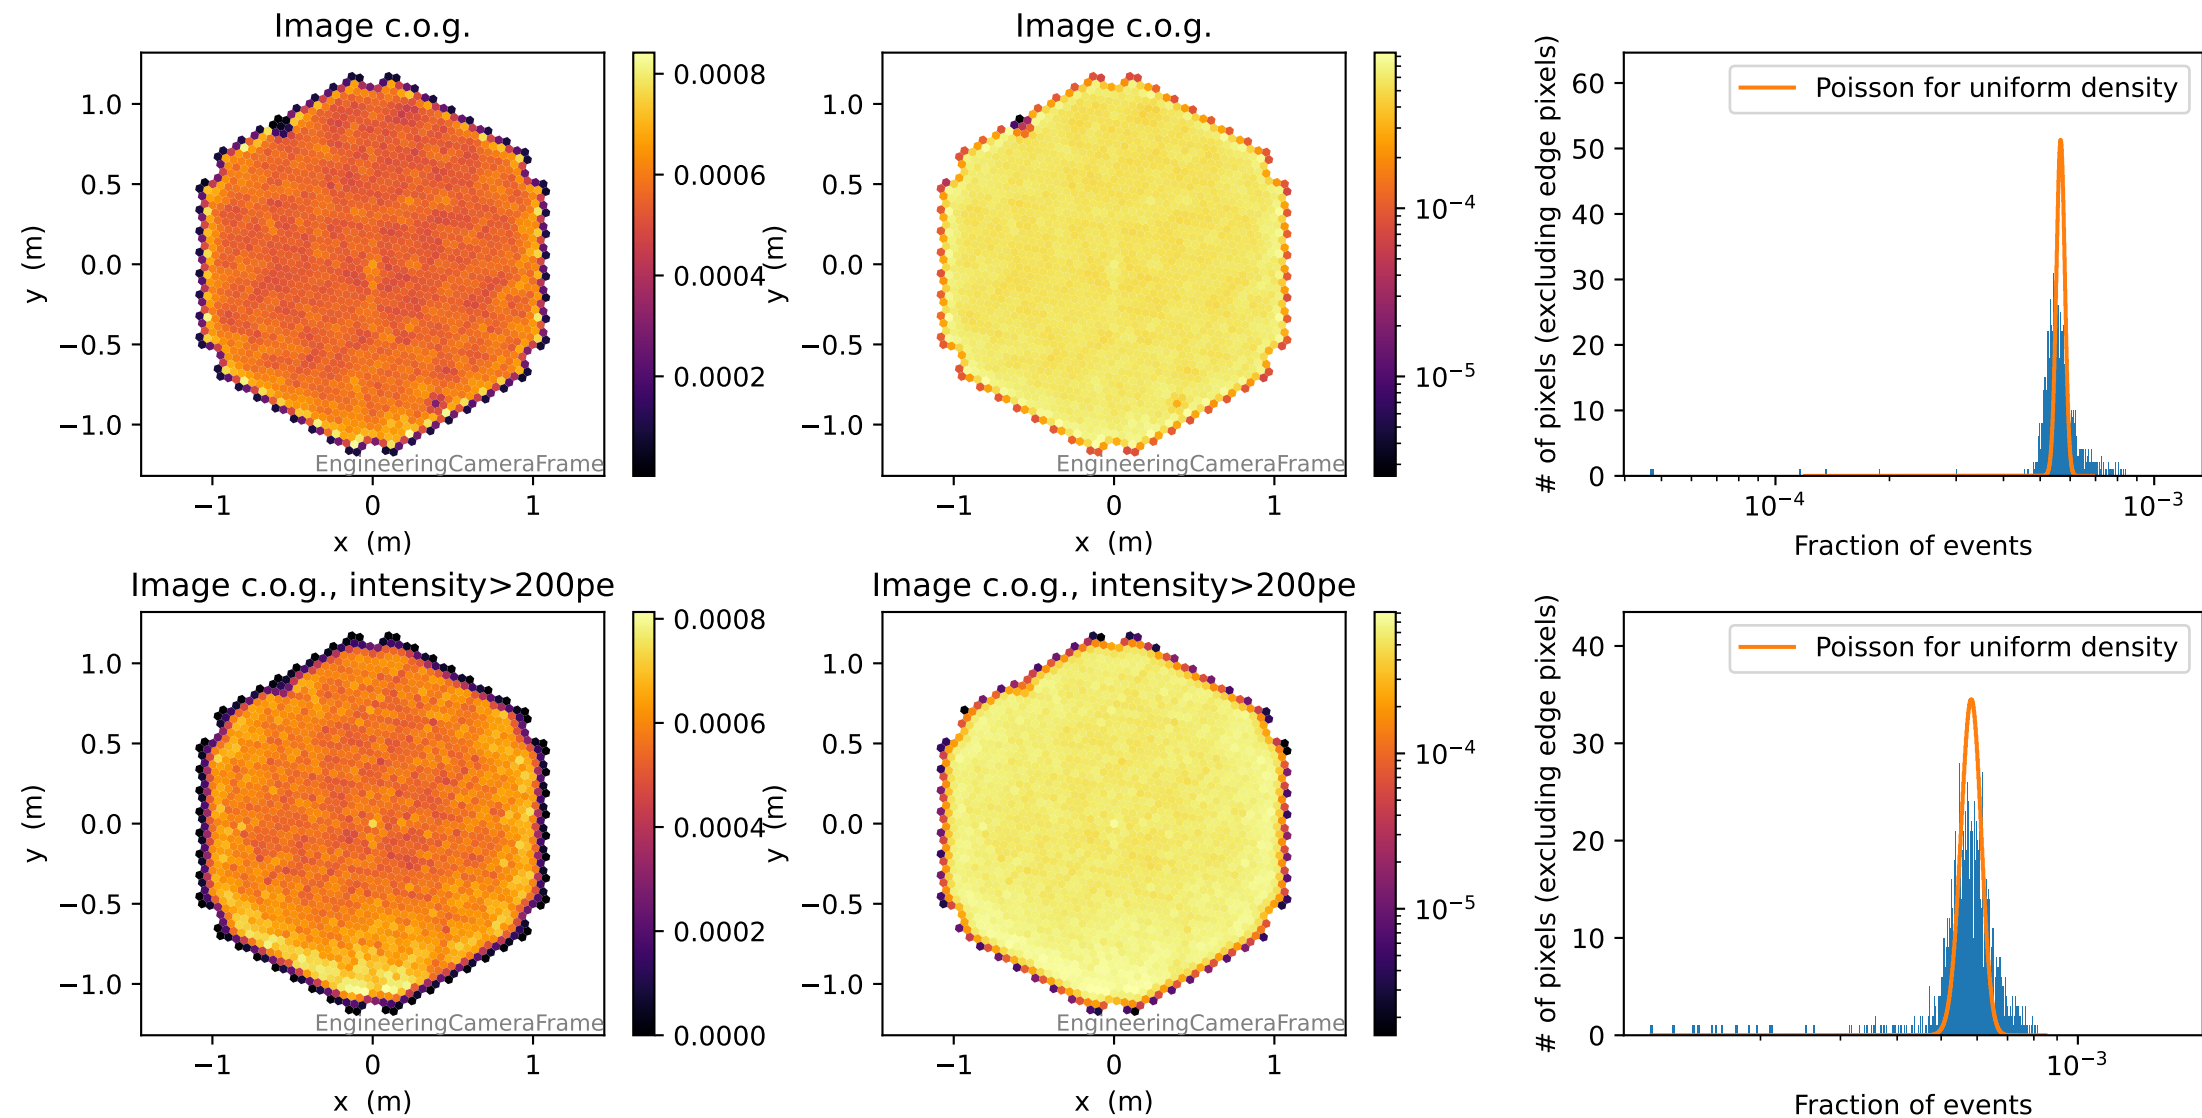 Image c.o.g.
1.0
0.5
0.0
−0.5
−1.0
y (m)
−1
0
1
x (m)
EngineeringCameraFrame
0.0008
0.0006
0.0004
0.0002
Image c.o.g.
1.0
0.5
0.0
−0.5
−1.0
y (m)
−1
0
1
x (m)
EngineeringCameraFrame
10⁻⁴
10⁻⁵
# of pixels (excluding edge pixels)
60
50
40
30
20
10
0
Poisson for uniform density
10⁻⁴
10⁻³
Fraction of events
Image c.o.g., intensity>200pe
1.0
0.5
0.0
−0.5
−1.0
y (m)
−1
0
1
x (m)
EngineeringCameraFrame
0.0008
0.0006
0.0004
0.0002
0.0000
Image c.o.g., intensity>200pe
1.0
0.5
0.0
−0.5
−1.0
y (m)
−1
0
1
x (m)
EngineeringCameraFrame
10⁻⁴
10⁻⁵
# of pixels (excluding edge pixels)
40
30
20
10
0
Poisson for uniform density
10⁻³
Fraction of events